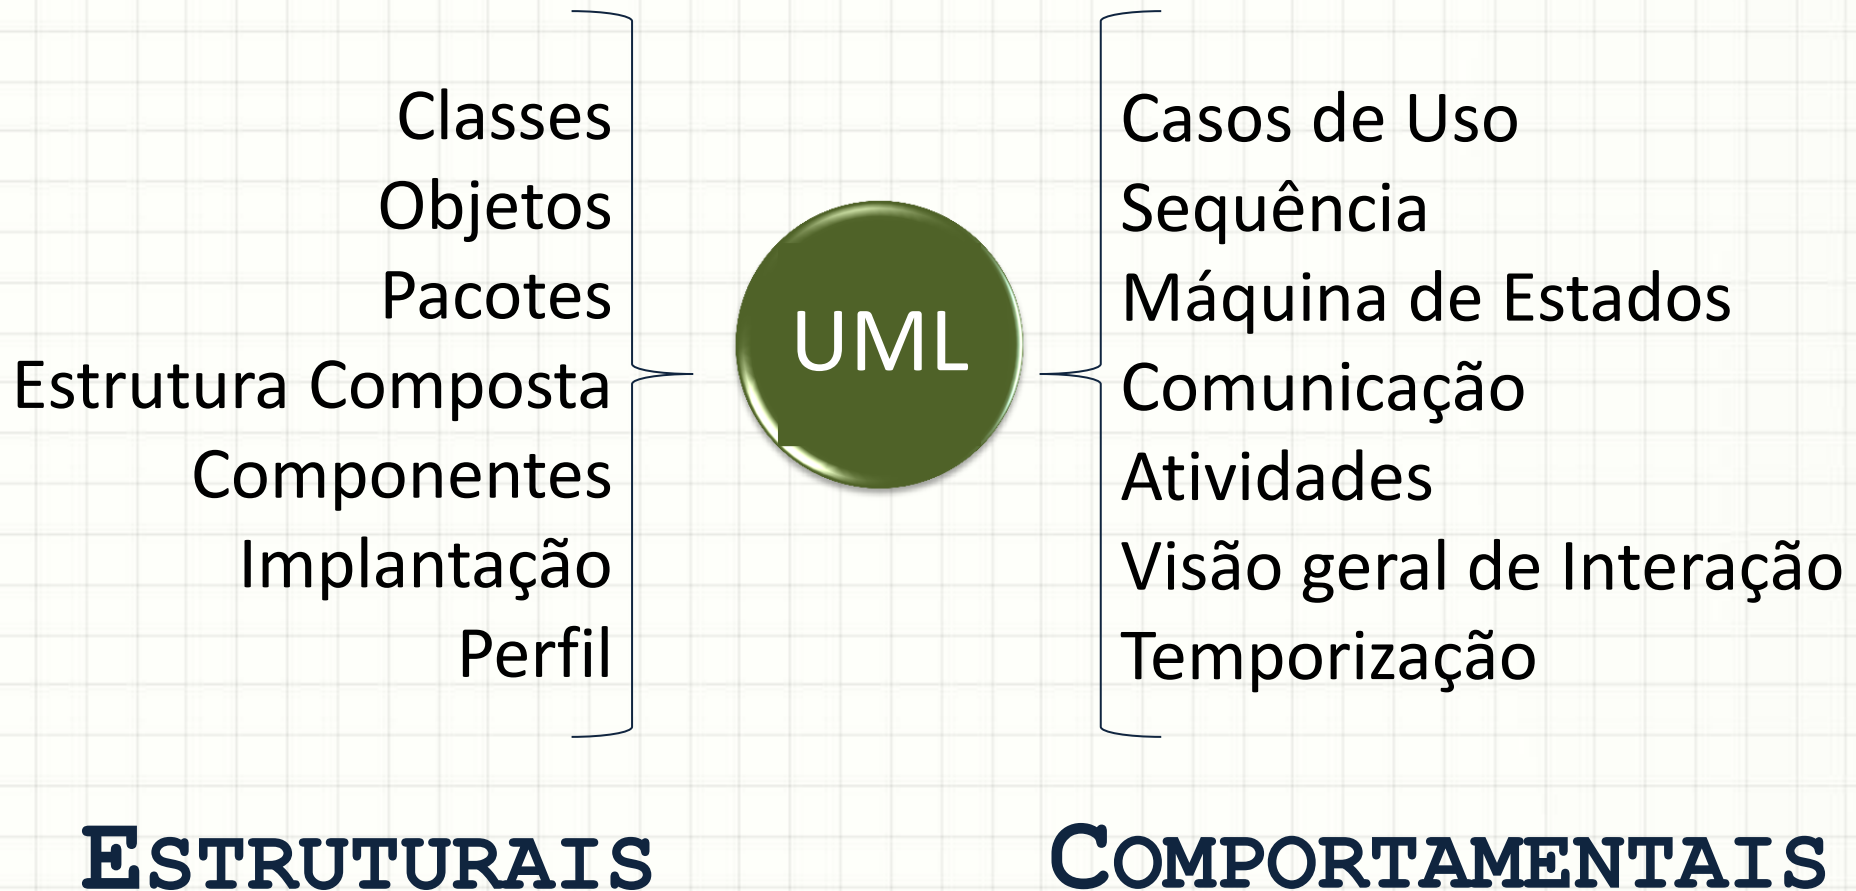 Classes
Objetos
Pacotes
Estrutura Composta
Componentes
Implantação
Perfil
UML
Casos de Uso
Sequência
Máquina de Estados
Comunicação
Atividades
Visão geral de Interação
Temporização
ESTRUTURAIS
COMPORTAMENTAIS